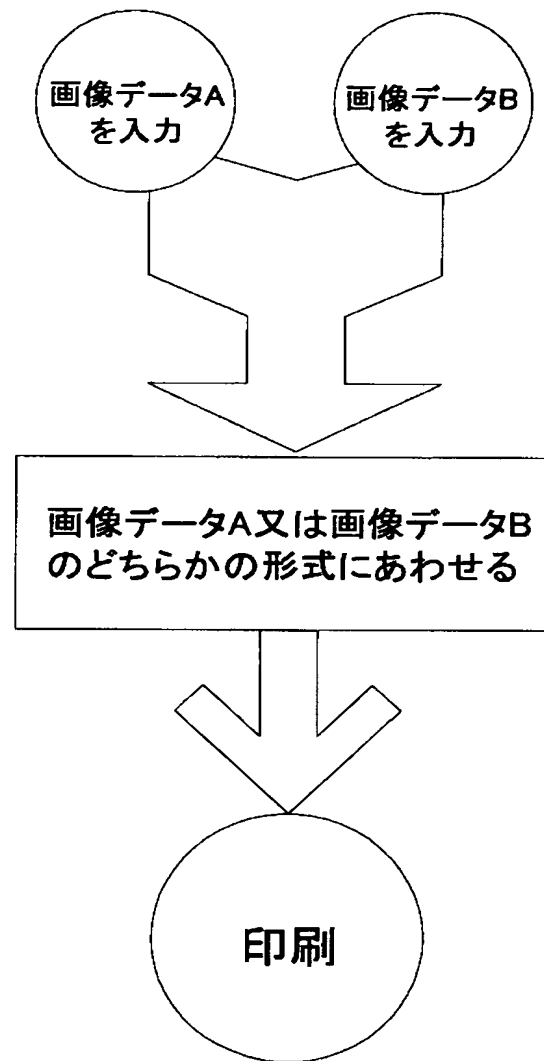 画像データA
を入力
画像データB
を入力
画像データA又は画像データB
のどちらかの形式にあわせる
印刷